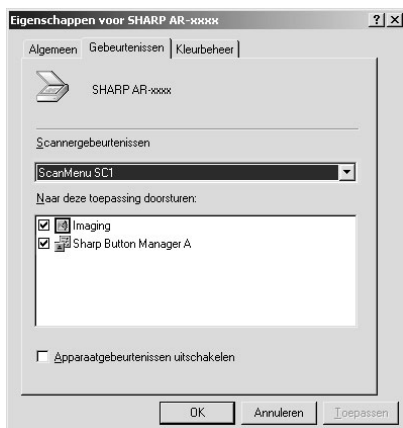 Eigenschappen voor SHARP AR-xxxx
Algemeen Gebeurtenissen Kleurbeheer
SHARP AR-xxxx
Scannergebeurtenissen
ScanMenu SC1
Naar deze toepassing doorsturen:
Imaging
Sharp Button Manager A
Apparaatgebeurtenissen uitschakelen
OK Annuleren Toepassen